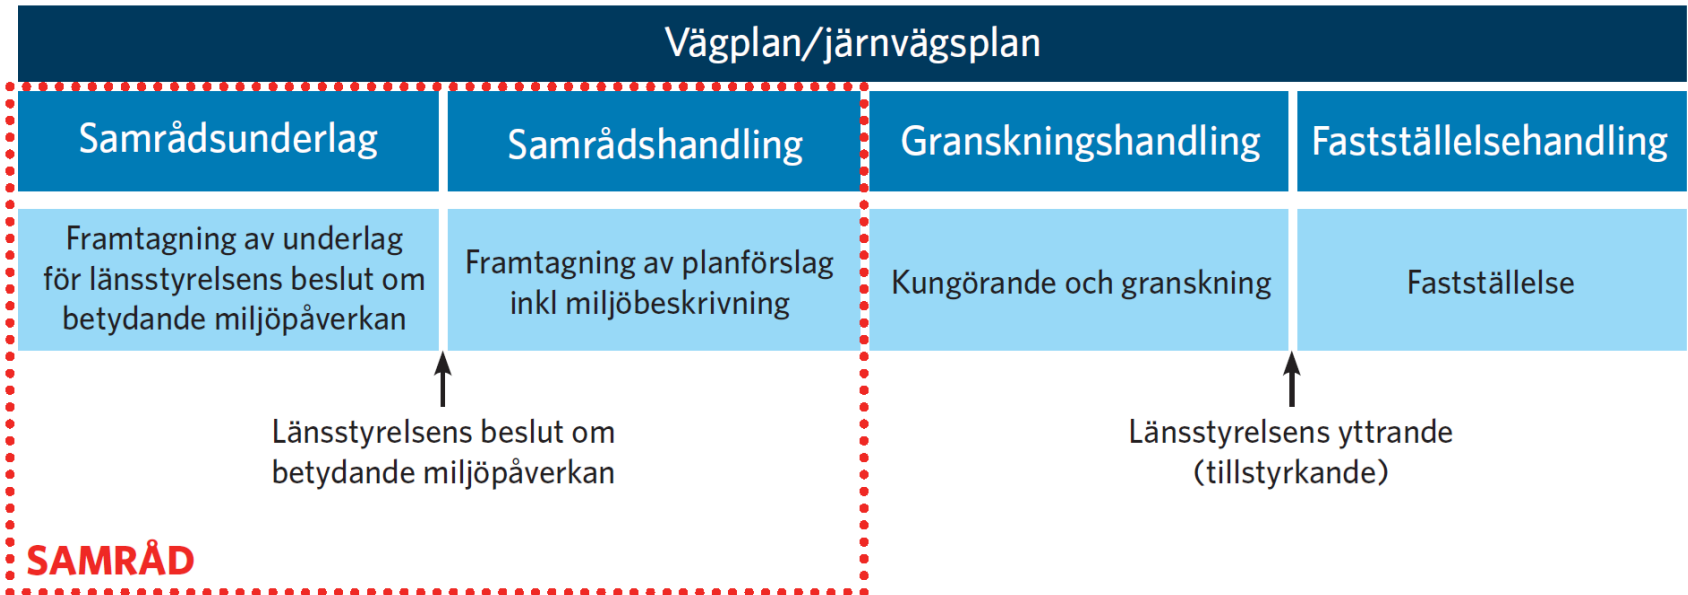 Vägplan/järnvägsplan
Samrådsunderlag
Samrådshandling
Granskningshandling
Fastställelsehandling
Framtagning av underlag
för länsstyrelsens beslut om
betydande miljöpåverkan
Framtagning av planförslag
inkl miljöbeskrivning
Kungörande och granskning
Fastställelse
Länsstyrelsens beslut om
betydande miljöpåverkan
Länsstyrelsens yttrande
(tillstyrkande)
SAMRÅD